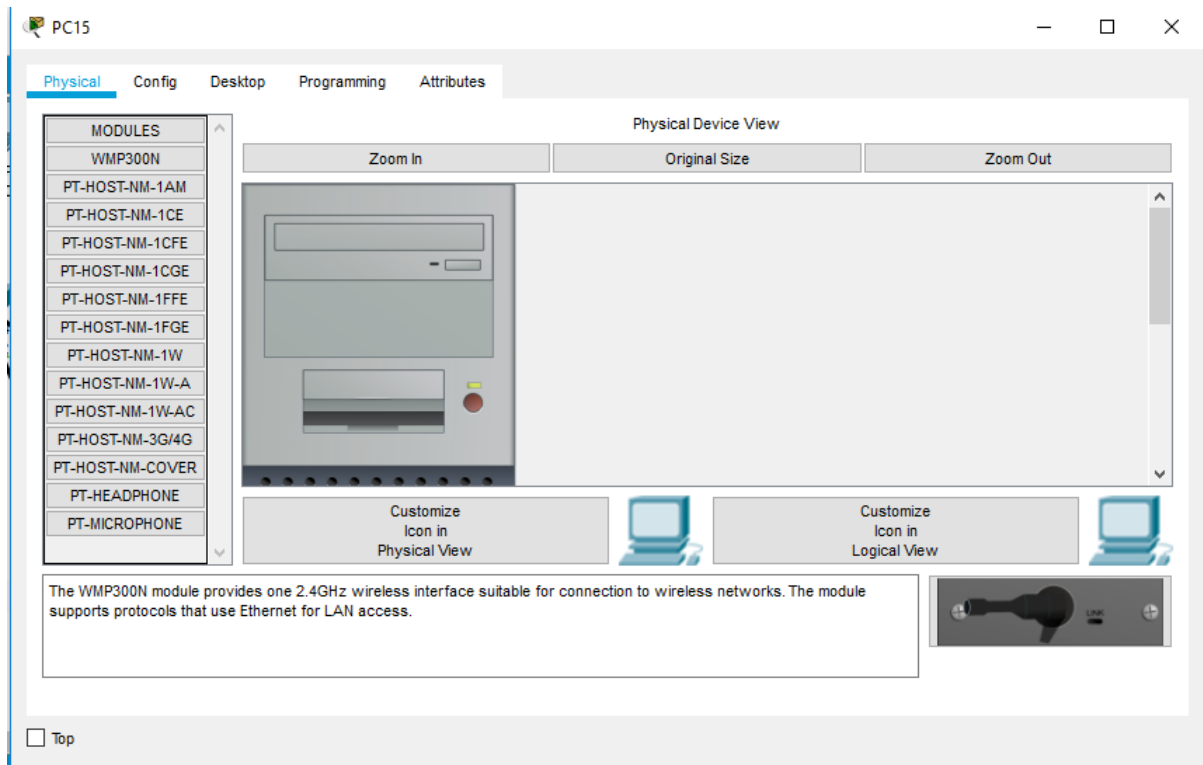 PC15
Physical Config Desktop Programming Attributes
MODULES
WMP300N
PT-HOST-NM-1AM
PT-HOST-NM-1CE
PT-HOST-NM-1CFE
PT-HOST-NM-1CGE
PT-HOST-NM-1FFE
PT-HOST-NM-1FGE
PT-HOST-NM-1W
PT-HOST-NM-1W-A
PT-HOST-NM-1W-AC
PT-HOST-NM-3G/4G
PT-HOST-NM-COVER
PT-HEADPHONE
PT-MICROPHONE
Physical Device View
Zoom In Original Size Zoom Out
Customize
Icon in
Physical View
Customize
Icon in
Logical View
The WMP300N module provides one 2.4GHz wireless interface suitable for connection to wireless networks. The module
supports protocols that use Ethernet for LAN access.
LINK
Top